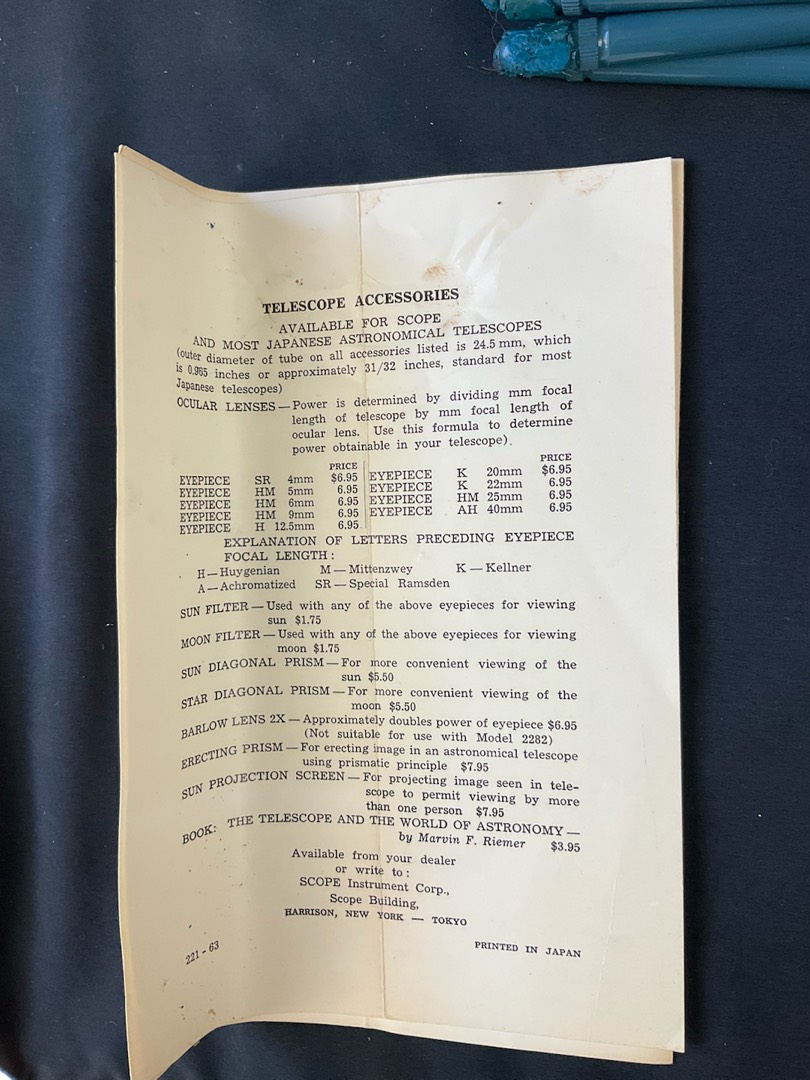 TELESCOPE ACCESSORIES
AVAILABLE FOR SCOPE
AND MOST JAPANESE ASTRONOMICAL TELESCOPES
(outer diameter of tube on all accessories listed is 24.5 mm, which
is 0.965 inches or approximately 31/32 inches, standard for most
Japanese telescopes)
OCULAR LENSES — Power is determined by dividing mm focal
length of telescope by mm focal length of
ocular lens. Use this formula to determine
power obtainable in your telescope).
PRICE PRICE
EYEPIECE SR 4mm $6.95 EYEPIECE K 20mm $6.95
EYEPIECE HM 5mm 6.95 EYEPIECE K 22mm 6.95
EYEPIECE HM 6mm 6.95 EYEPIECE HM 25mm 6.95
EYEPIECE HM 9mm 6.95 EYEPIECE AH 40mm 6.95
EYEPIECE H 12.5mm 6.95
EXPLANATION OF LETTERS PRECEDING EYEPIECE
FOCAL LENGTH :
H — Huygenian M — Mittenzwey K — Kellner
A — Achromatized SR — Special Ramsden
SUN FILTER — Used with any of the above eyepieces for viewing
sun $1.75
MOON FILTER — Used with any of the above eyepieces for viewing
moon $1.75
SUN DIAGONAL PRISM — For more convenient viewing of the
sun $5.50
STAR DIAGONAL PRISM — For more convenient viewing of the
moon $5.50
BARLOW LENS 2X — Approximately doubles power of eyepiece $6.95
(Not suitable for use with Model 2282)
ERECTING PRISM — For erecting image in an astronomical telescope
using prismatic principle $7.95
SUN PROJECTION SCREEN — For projecting image seen in tele-
scope to permit viewing by more
than one person $7.95
BOOK: THE TELESCOPE AND THE WORLD OF ASTRONOMY —
by Marvin F. Riemer $3.95
Available from your dealer
or write to :
SCOPE Instrument Corp.,
Scope Building,
HARRISON, NEW YORK — TOKYO
221 - 63
PRINTED IN JAPAN